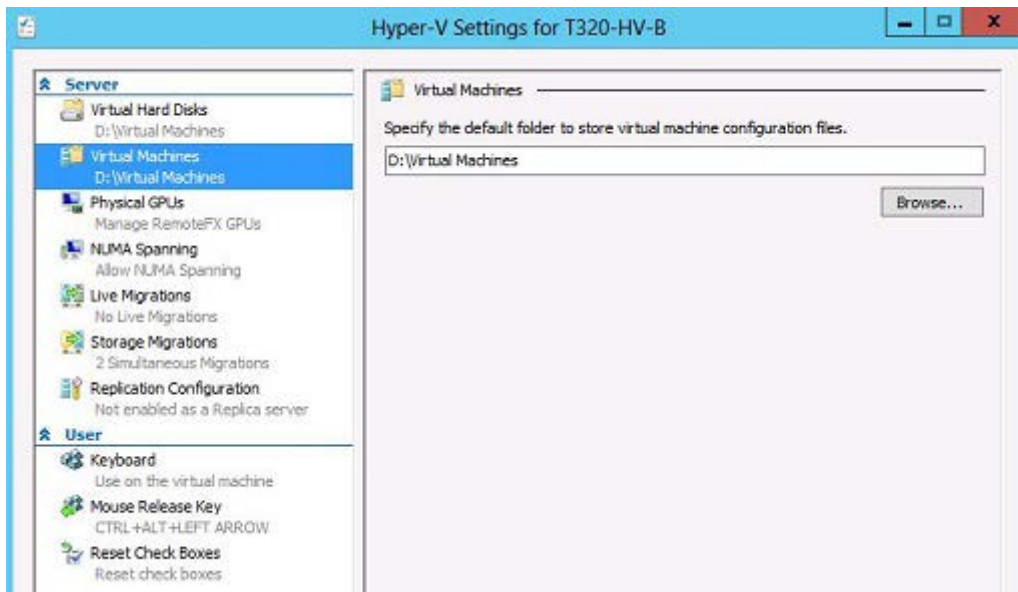 Hyper-V Settings for T320-HV-B
Server
Virtual Hard Disks
D:\Virtual Machines
Virtual Machines
D:\Virtual Machines
Physical GPUs
Manage RemoteFX GPUs
NUMA Spanning
Allow NUMA Spanning
Live Migrations
No Live Migrations
Storage Migrations
2 Simultaneous Migrations
Replication Configuration
Not enabled as a Replica server
User
Keyboard
Use on the virtual machine
Mouse Release Key
CTRL+ALT+LEFT ARROW
Reset Check Boxes
Reset check boxes
Virtual Machines
Specify the default folder to store virtual machine configuration files.
D:\Virtual Machines
Browse...